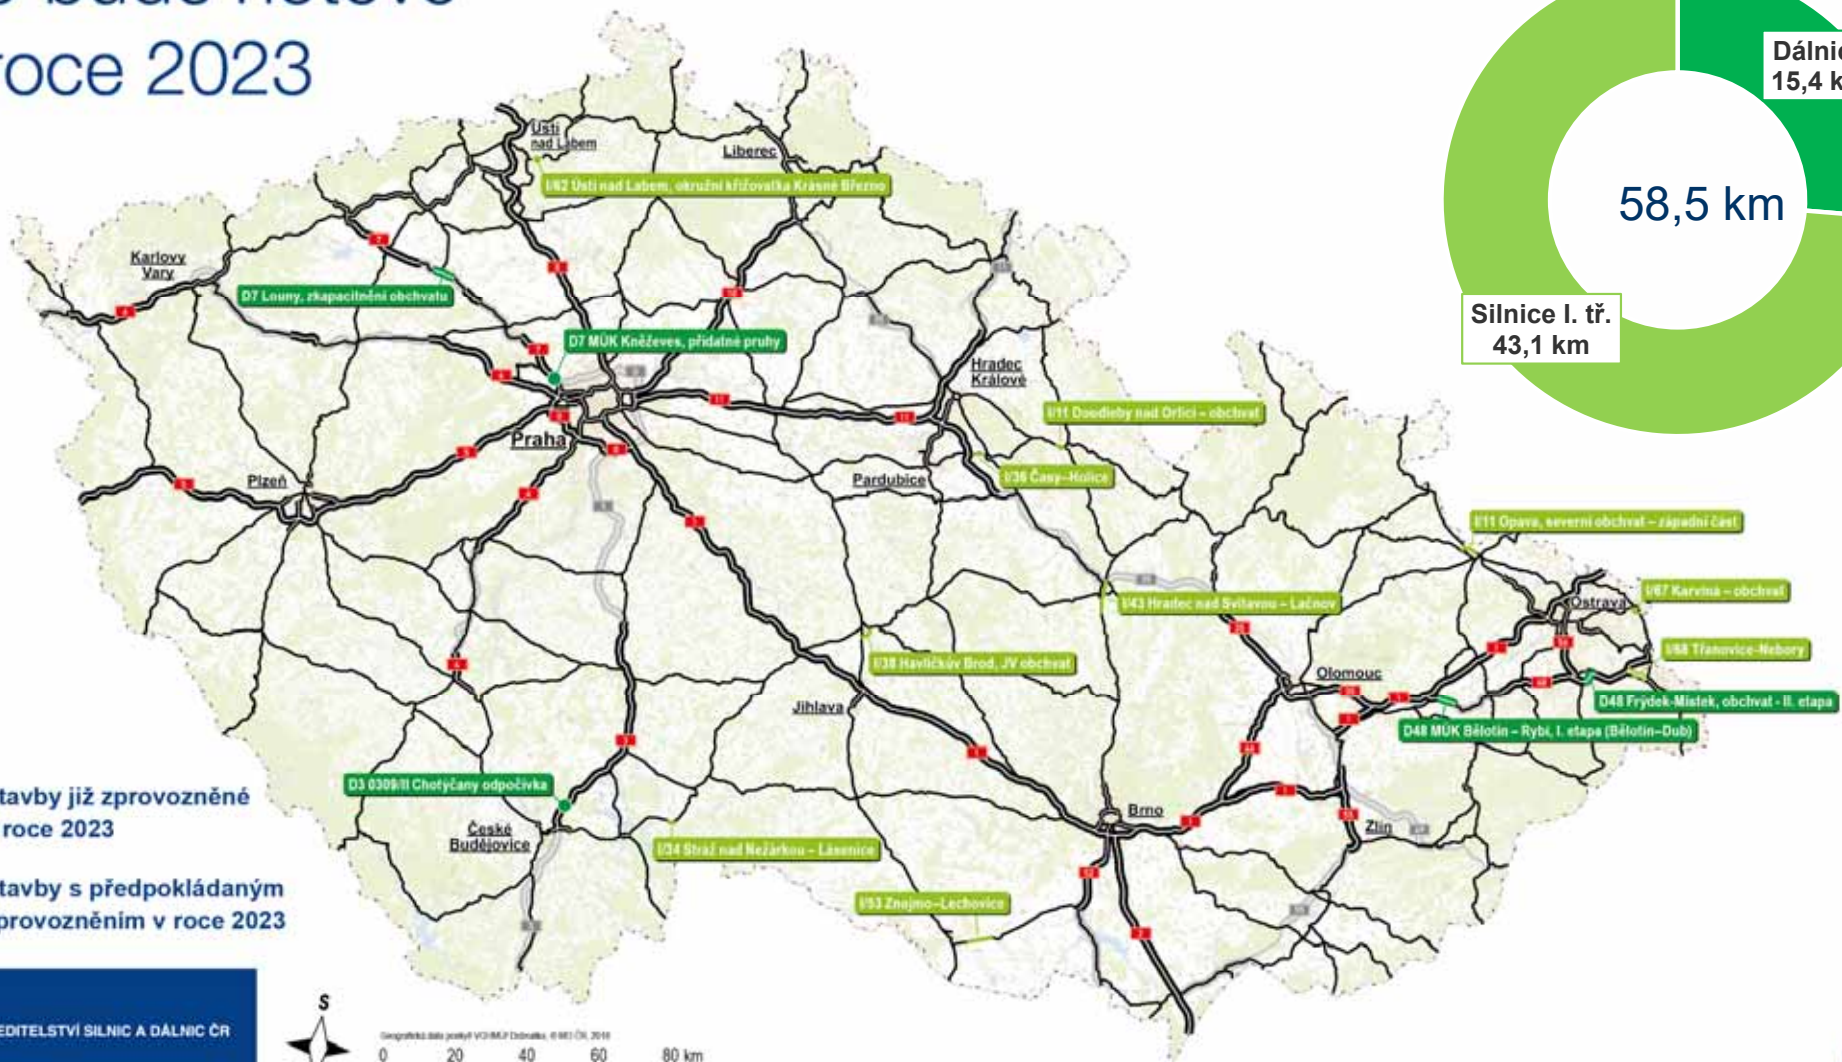 roce 2023
Dálnic
15,4 k
58,5 km
Silnice I. tř.
43,1 km
Ústí
nad Labem
Liberec
I/62 Ústí nad Labem, okružní křižovatka Krásné Březno
Karlovy
Vary
D7 Louny, zkapacitnění obchvatu
D7 MÚK Kněževes, přídatné pruhy
Hradec
Králové
I/11 Doudleby nad Orlicí – obchvat
Praha
Plzeň
Pardubice
I/36 Časy–Holice
I/11 Opava, severní obchvat – západní část
I/43 Hradec nad Svitavou – Lačnov
Ostrava
I/67 Karviná – obchvat
I/38 Havlíčkův Brod, JV obchvat
I/68 Třanovice-Nebory
Olomouc
Jihlava
D48 Frýdek-Místek, obchvat - II. etapa
D48 MÚK Bělotín – Rybí, I. etapa (Bělotín–Dub)
D3 0309/II Chotýčany odpočívka
tavby již zprovozněné
roce 2023
České
Budějovice
Brno
Zlín
I/34 Stráž nad Nežárkou – Lásenice
tavby s předpokládaným
provozněním v roce 2023
I/53 Znojmo–Lechovice
EDITELSTVÍ SILNIC A DÁLNIC ČR
S
0 20 40 60 80 km